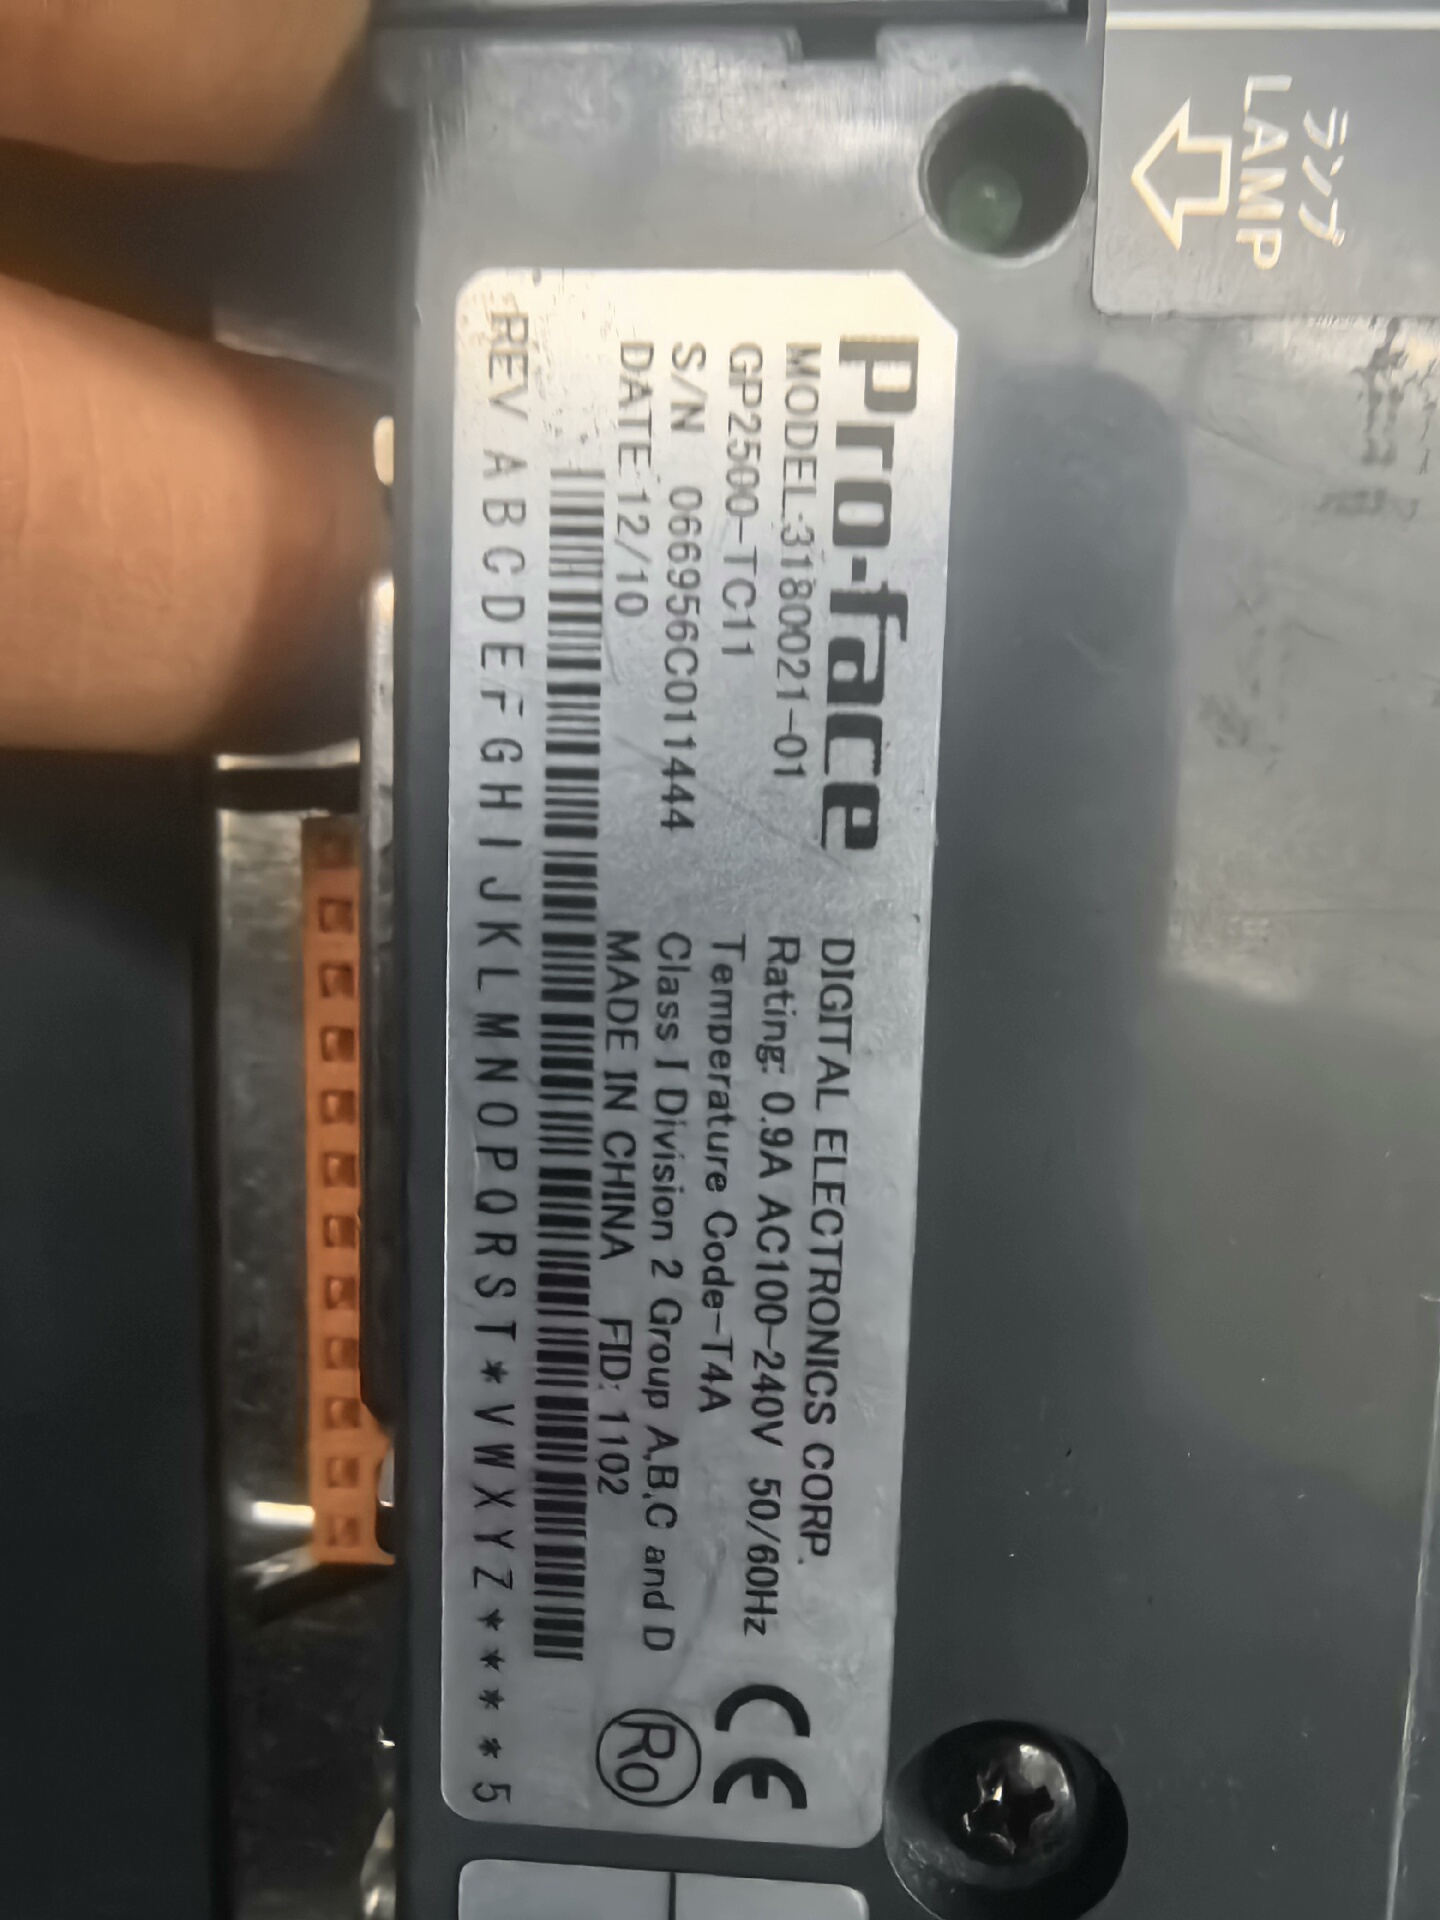 ランプ
LAMP
Pro-face
MODEL:3180021-01
GP2500-TC11
S/N 066956C011444
DATE:12/10
DIGITAL ELECTRONICS CORP.
Rating: 0.9A AC100-240V 50/60Hz
Temperature Code-T4A
Class I Division 2 Group A,B,C and D
MADE IN CHINA FID: 1102
CE
Ro
REV A B C D E F G H I J K L M N O P Q R S T * V W X Y Z * * * * 5